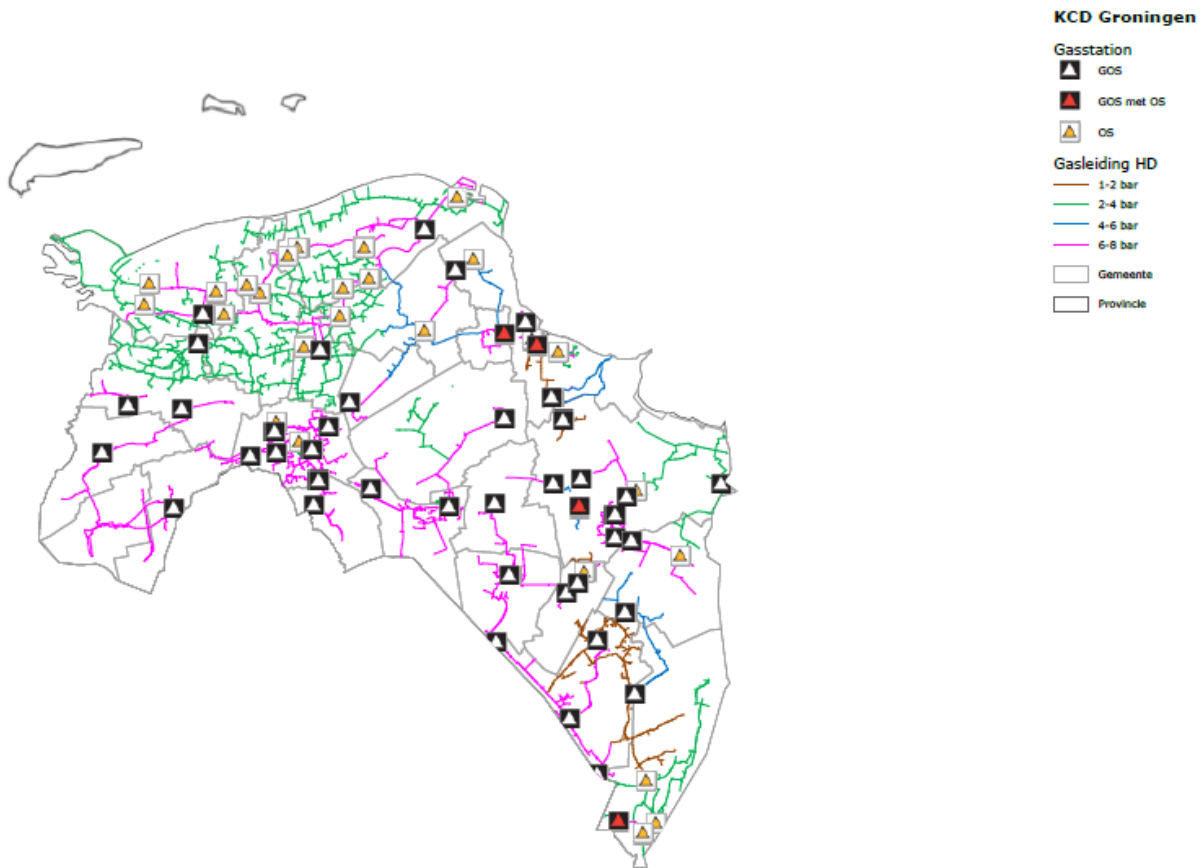 KCD Groningen
Gasstation
GOS
GOS met OS
OS
Gasleiding HD
1-2 bar
2-4 bar
4-6 bar
6-8 bar
Gemeente
Provincie